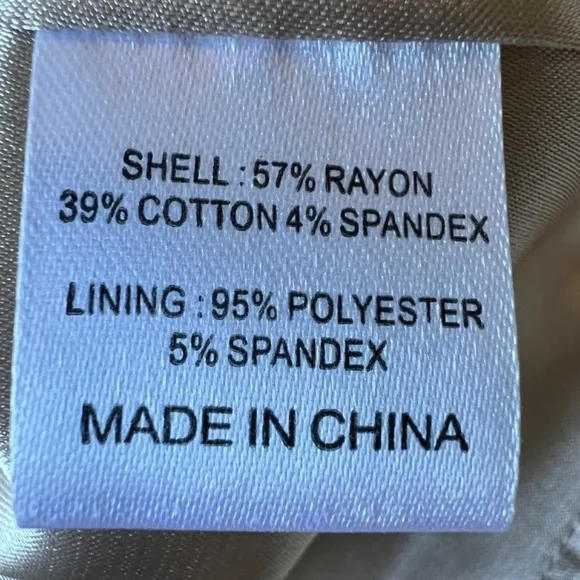 SHELL : 57% RAYON
39% COTTON 4% SPANDEX
LINING : 95% POLYESTER
5% SPANDEX
MADE IN CHINA